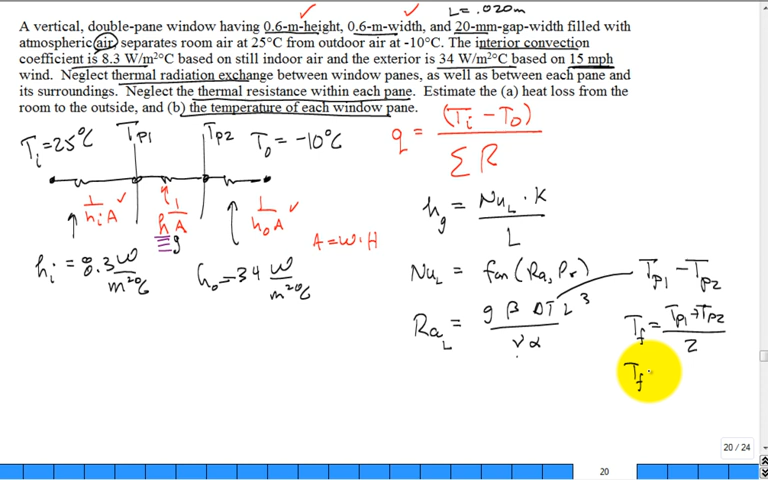 L = .020m
A vertical, double-pane window having 0.6-m-height, 0.6-m-width, and 20-mm-gap-width filled with
atmospheric air, separates room air at 25°C from outdoor air at -10°C. The interior convection
coefficient is 8.3 W/m²°C based on still indoor air and the exterior is 34 W/m²°C based on 15 mph
wind. Neglect thermal radiation exchange between window panes, as well as between each pane and
its surroundings. Neglect the thermal resistance within each pane. Estimate the (a) heat loss from the
room to the outside, and (b) the temperature of each window pane.
Ti = 25°C Tp1 Tp2 To = -10°C
q = (Ti - To) / Σ R
1/hiA ✓ 1/hgA 1/hoA ✓
A = W·H
hi = 8.3 W/m²°C ho = 34 W/m²°C
hg = NuL · K / L
NuL = fcn (Ra, Pr) Tp1 - Tp2
RaL = g β ΔT L³ / ν α
Tf = Tp1 + Tp2 / 2
Tf
20 / 24
20